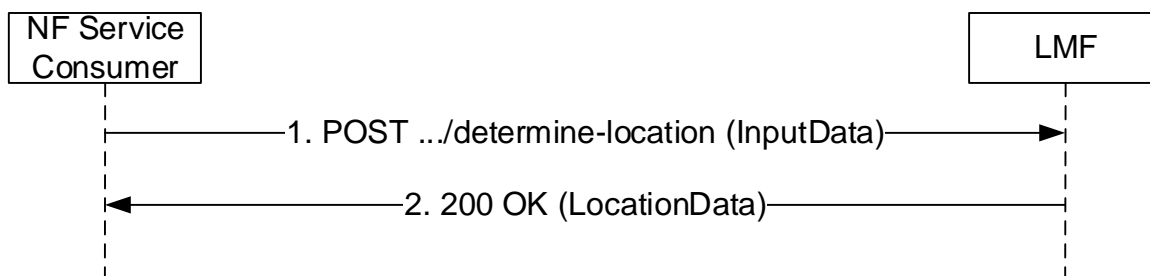 NF Service
Consumer
LMF
1. POST .../determine-location (InputData)
2. 200 OK (LocationData)